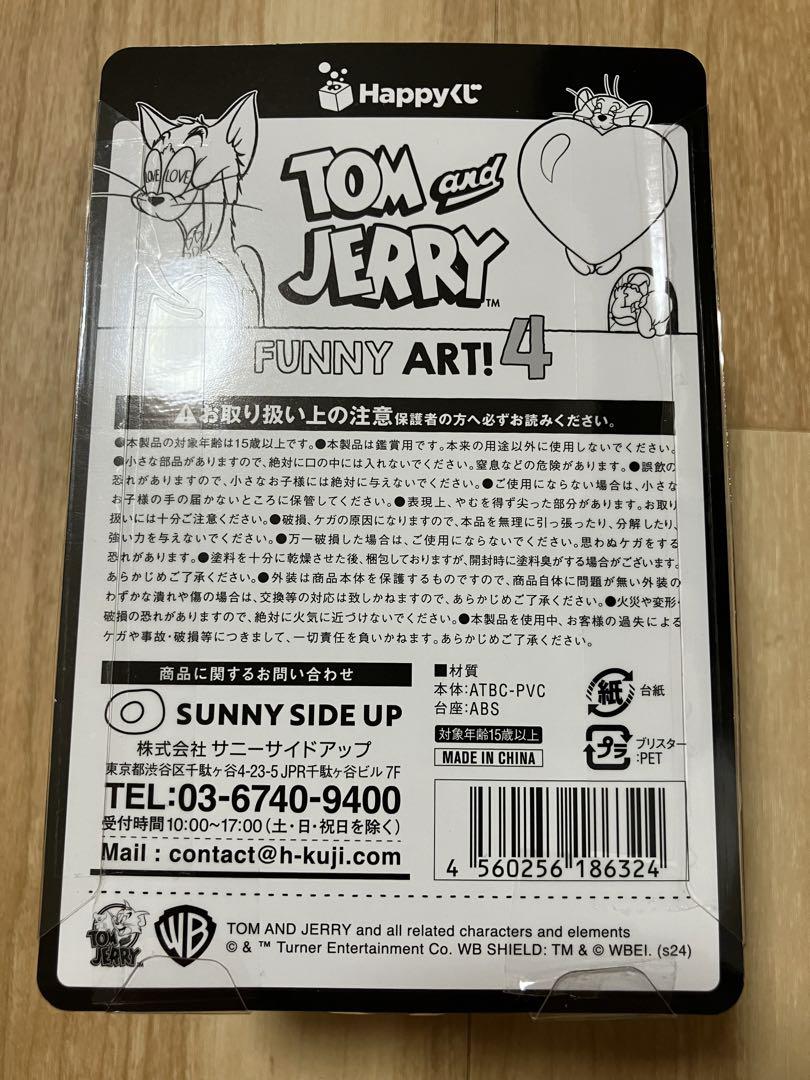 Happyくじ
LOVE LOVE
TOM and
JERRY™
FUNNY ART! 4
⚠お取り扱い上の注意 保護者の方へ必ずお読みください。
●本製品の対象年齢は15歳以上です。●本製品は鑑賞用です。本来の用途以外に使用しないでください。
●小さな部品がありますので、絶対に口の中には入れないでください。窒息などの危険があります。●誤飲の
恐れがありますので、小さなお子様には絶対に与えないでください。●ご使用にならない場合は、小さな
お子様の手の届かないところに保管してください。●表現上、やむを得ず尖った部分があります。お取り
扱いには十分ご注意ください。●破損、ケガの原因になりますので、本品を無理に引っ張ったり、分解したり、
強い力を与えないでください。●万一破損した場合は、ご使用にならないでください。思わぬケガをする
恐れがあります。●塗料を十分に乾燥させた後、梱包しておりますが、開封時に塗料臭がする場合がございます。
あらかじめご了承ください。●外装は商品本体を保護するものですので、商品自体に問題が無い外装の
わずかな潰れや傷の場合は、交換等の対応は致しかねますので、あらかじめご了承ください。●火災や変形・
破損の恐れがありますので、絶対に火気に近づけないでください。●本製品を使用中、お客様の過失による
ケガや事故・破損等につきまして、一切責任を負いかねます。あらかじめご了承ください。
商品に関するお問い合わせ
SUNNY SIDE UP
株式会社 サニーサイドアップ
東京都渋谷区千駄ヶ谷4-23-5 JPR千駄ヶ谷ビル 7F
TEL:03-6740-9400
受付時間10:00~17:00(土・日・祝日を除く)
Mail : contact@h-kuji.com
■材質
本体:ATBC-PVC
台座:ABS
対象年齢15歳以上
MADE IN CHINA
紙 台紙
プラ ブリスター
:PET
4 560256 186324
TOM and JERRY™
WB
TOM AND JERRY and all related characters and elements
© & ™ Turner Entertainment Co. WB SHIELD: TM & © WBEI. (s24)